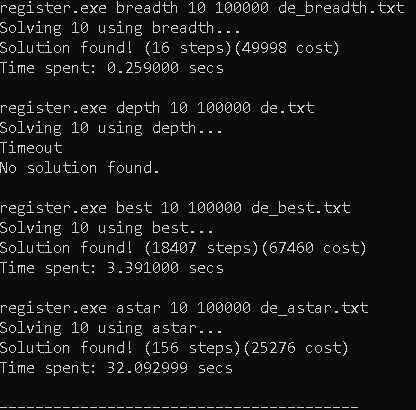 register.exe breadth 10 100000 de_breadth.txt
Solving 10 using breadth...
Solution found! (16 steps)(49998 cost)
Time spent: 0.259000 secs
register.exe depth 10 100000 de.txt
Solving 10 using depth...
Timeout
No solution found.
register.exe best 10 100000 de_best.txt
Solving 10 using best...
Solution found! (18407 steps)(67460 cost)
Time spent: 3.391000 secs
register.exe astar 10 100000 de_astar.txt
Solving 10 using astar...
Solution found! (156 steps)(25276 cost)
Time spent: 32.092999 secs
----------------------------------------